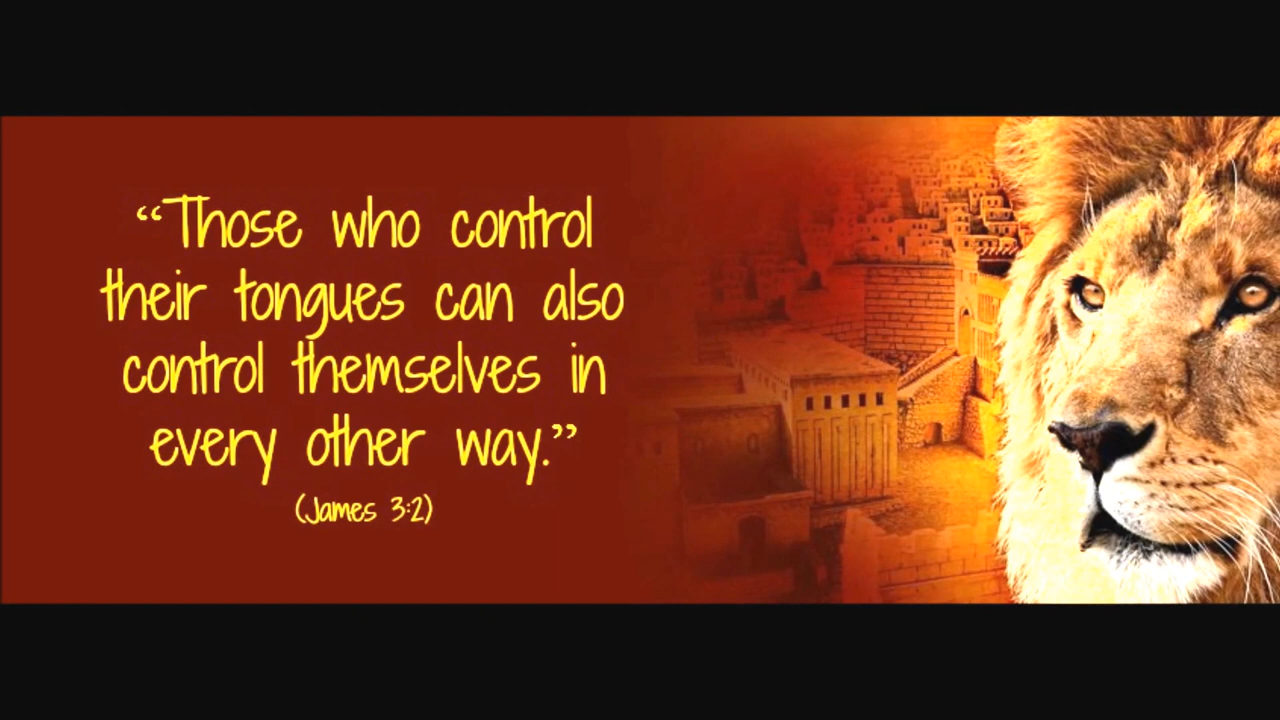 “Those who control
their tongues can also
control themselves in
every other way.”
(James 3:2)